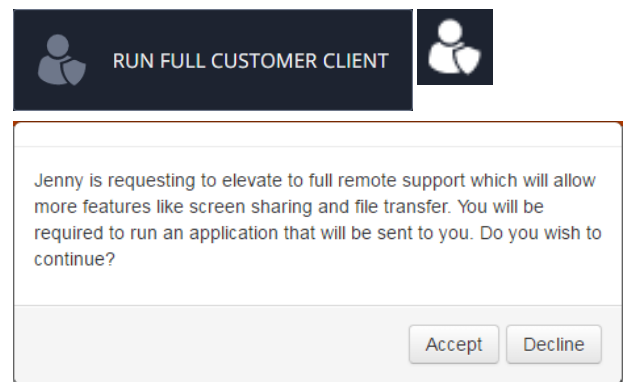 RUN FULL CUSTOMER CLIENT
Jenny is requesting to elevate to full remote support which will allow
more features like screen sharing and file transfer. You will be
required to run an application that will be sent to you. Do you wish to
continue?
Accept Decline